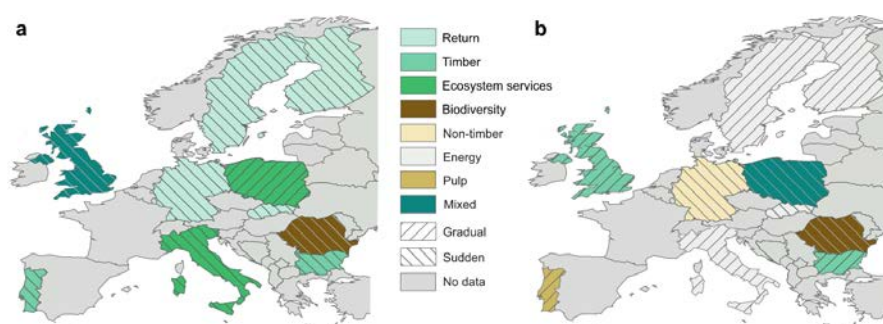 a
b
Return
Timber
Ecosystem services
Biodiversity
Non-timber
Energy
Pulp
Mixed
Gradual
Sudden
No data